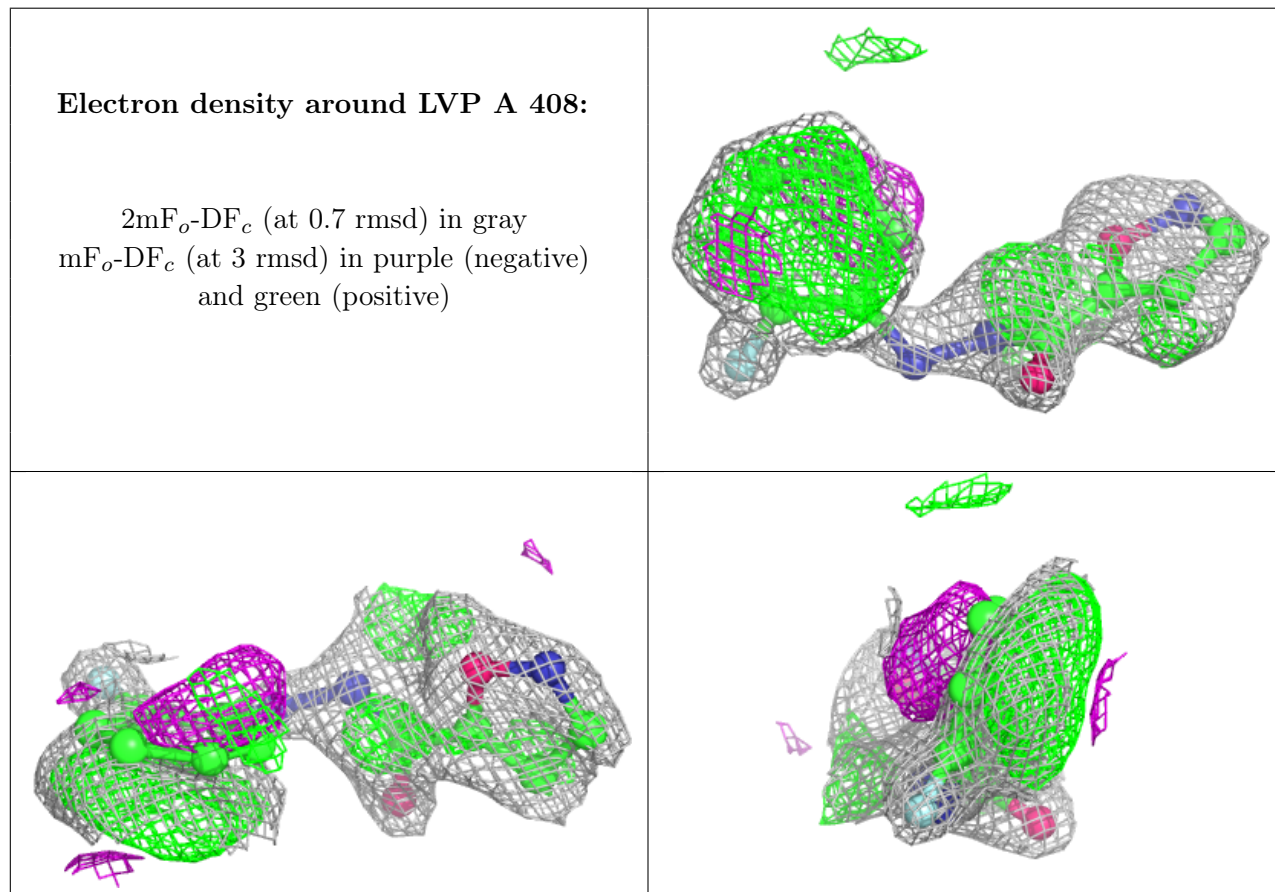 Electron density around LVP A 408:
2mFₒ-DF𝒸 (at 0.7 rmsd) in gray
mFₒ-DF𝒸 (at 3 rmsd) in purple (negative)
and green (positive)